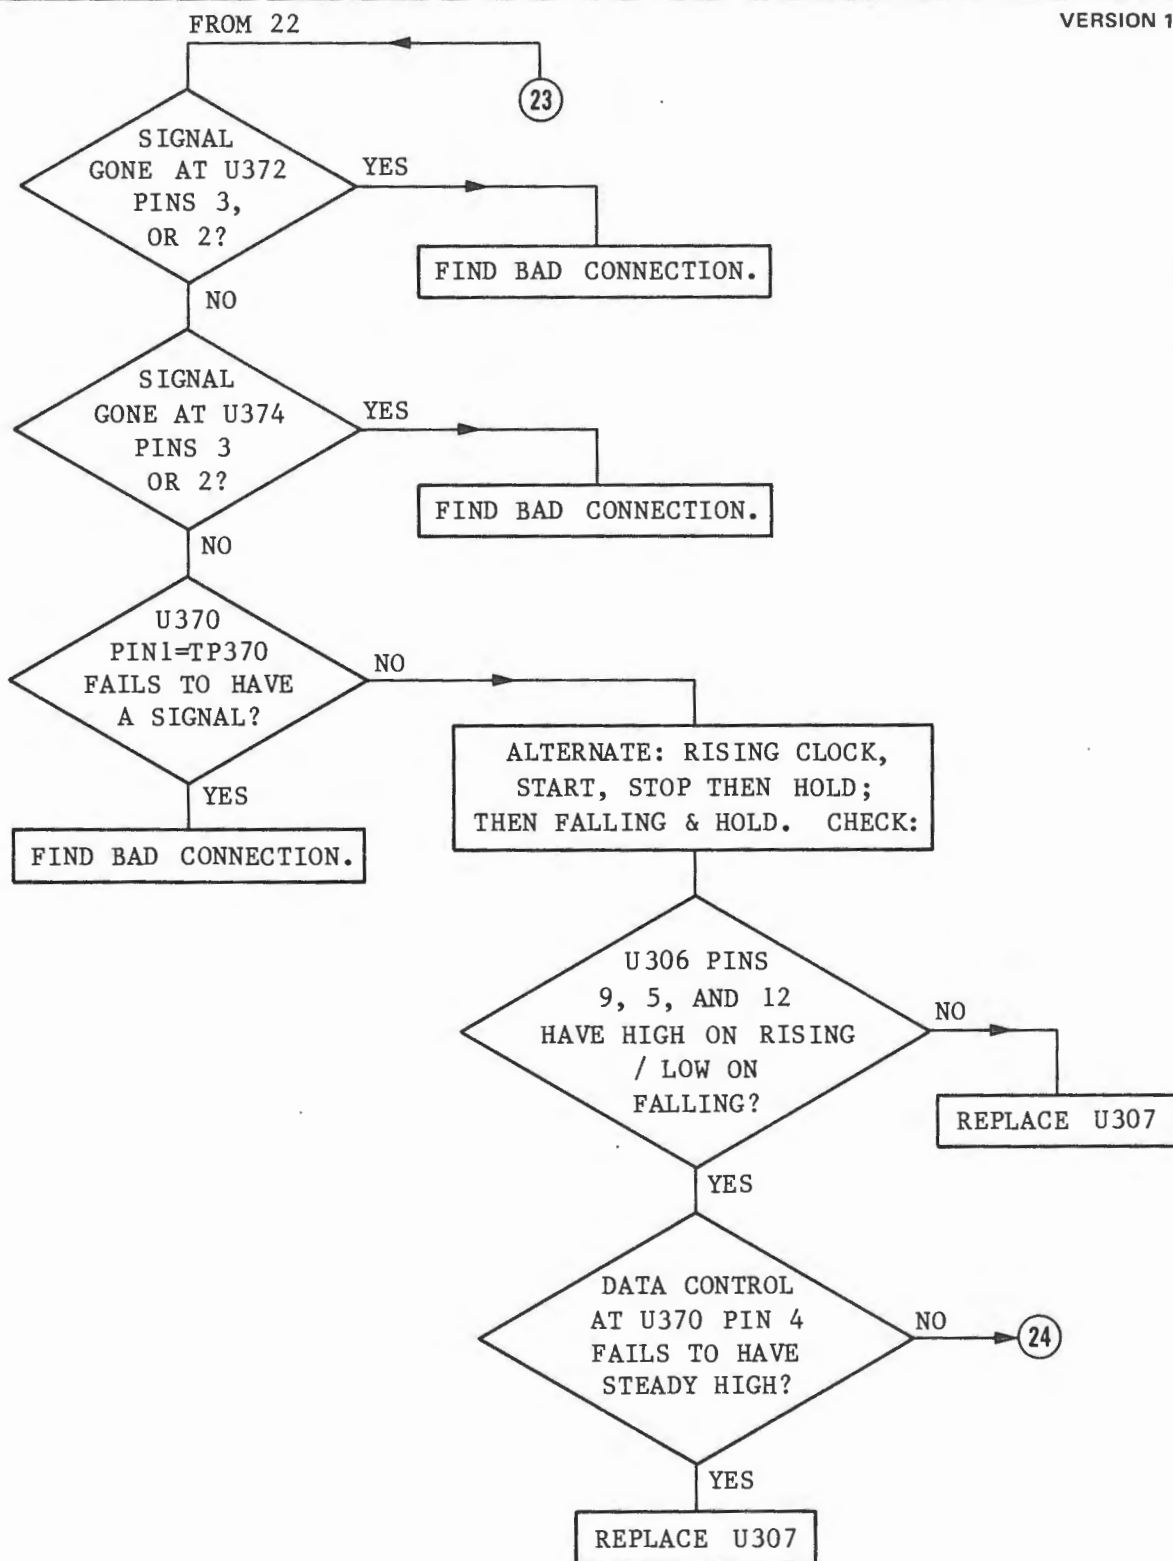 FROM 22
VERSION 1
23
SIGNAL
GONE AT U372
PINS 3,
OR 2?
YES
FIND BAD CONNECTION.
NO
SIGNAL
GONE AT U374
PINS 3
OR 2?
YES
FIND BAD CONNECTION.
NO
U370
PIN1=TP370
FAILS TO HAVE
A SIGNAL?
NO
YES
FIND BAD CONNECTION.
ALTERNATE: RISING CLOCK,
START, STOP THEN HOLD;
THEN FALLING & HOLD. CHECK:
U306 PINS
9, 5, AND 12
HAVE HIGH ON RISING
/ LOW ON
FALLING?
NO
REPLACE U307
YES
DATA CONTROL
AT U370 PIN 4
FAILS TO HAVE
STEADY HIGH?
NO
24
YES
REPLACE U307